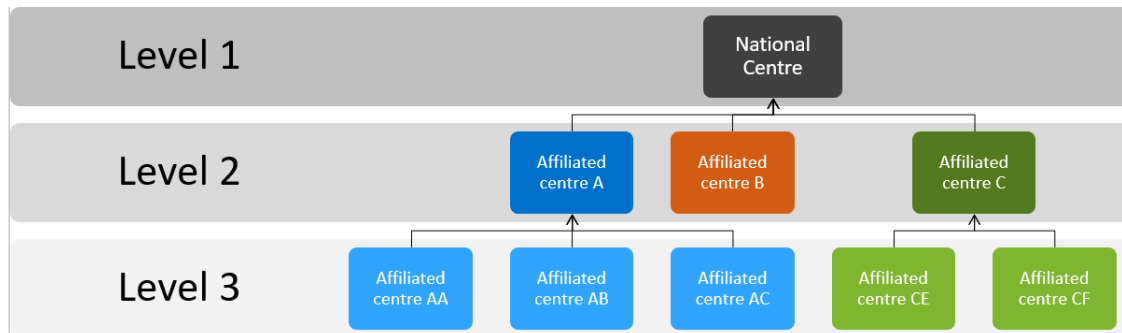 Level 1
National
Centre
Level 2
Affiliated
centre A
Affiliated
centre B
Affiliated
centre C
Level 3
Affiliated
centre AA
Affiliated
centre AB
Affiliated
centre AC
Affiliated
centre CE
Affiliated
centre CF